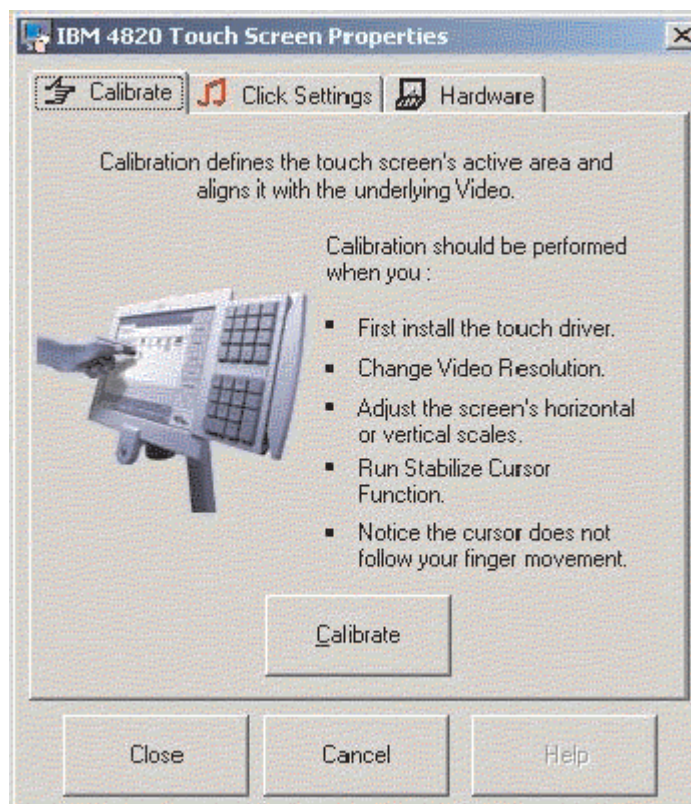 IBM 4820 Touch Screen Properties
Calibrate
Click Settings
Hardware
Calibration defines the touch screen's active area and
aligns it with the underlying Video.
Calibration should be performed
when you :
▪ First install the touch driver.
▪ Change Video Resolution.
▪ Adjust the screen's horizontal
or vertical scales.
▪ Run Stabilize Cursor
Function.
▪ Notice the cursor does not
follow your finger movement.
Calibrate
Close
Cancel
Help